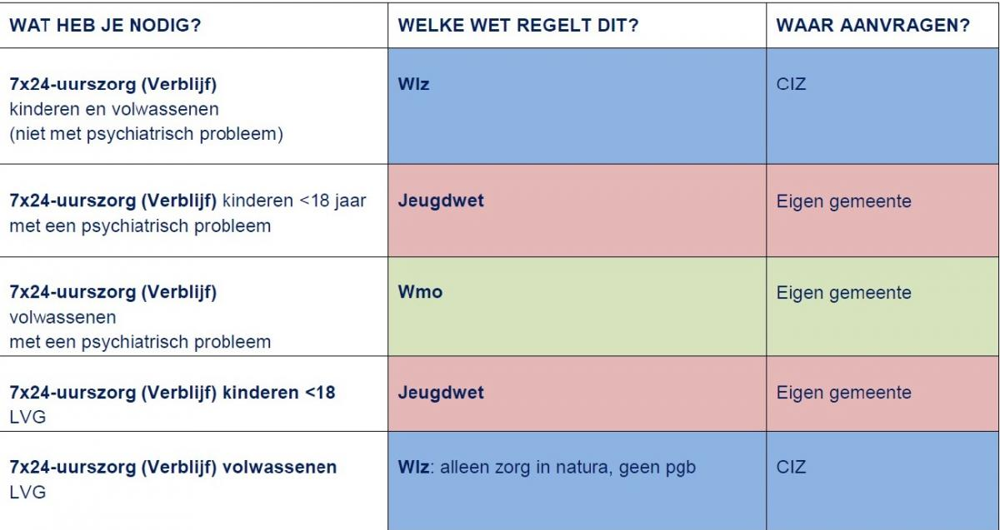 WAT HEB JE NODIG? WELKE WET REGELT DIT? WAAR AANVRAGEN?
7x24-uurszorg (Verblijf) Wlz CIZ
kinderen en volwassenen
(niet met psychiatrisch probleem)
7x24-uurszorg (Verblijf) kinderen <18 jaar Jeugdwet Eigen gemeente
met een psychiatrisch probleem
7x24-uurszorg (Verblijf) Wmo Eigen gemeente
volwassenen
met een psychiatrisch probleem
7x24-uurszorg (Verblijf) kinderen <18 Jeugdwet Eigen gemeente
LVG
7x24-uurszorg (Verblijf) volwassenen Wlz: alleen zorg in natura, geen pgb CIZ
LVG